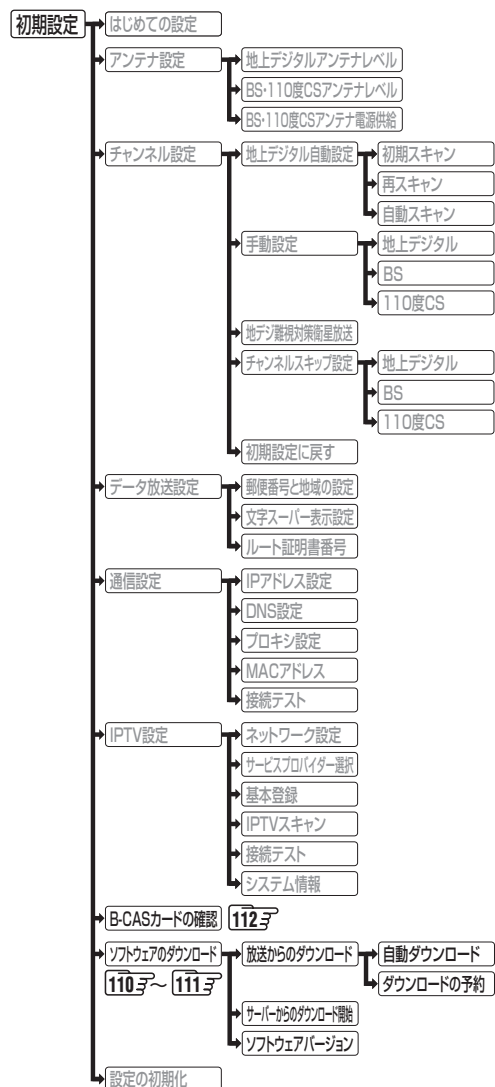 初期設定
はじめての設定
アンテナ設定
地上デジタルアンテナレベル
BS・110度CSアンテナレベル
BS・110度CSアンテナ電源供給
チャンネル設定
地上デジタル自動設定
初期スキャン
再スキャン
自動スキャン
手動設定
地上デジタル
BS
110度CS
地デジ難視対策衛星放送
チャンネルスキップ設定
地上デジタル
BS
110度CS
初期設定に戻す
データ放送設定
郵便番号と地域の設定
文字スーパー表示設定
ルート証明書番号
通信設定
IPアドレス設定
DNS設定
プロキシ設定
MACアドレス
接続テスト
IPTV設定
ネットワーク設定
サービスプロバイダー選択
基本登録
IPTVスキャン
接続テスト
システム情報
B-CASカードの確認 112
ソフトウェアのダウンロード
110 ～ 111
放送からのダウンロード
自動ダウンロード
ダウンロードの予約
サーバーからのダウンロード開始
ソフトウェアバージョン
設定の初期化